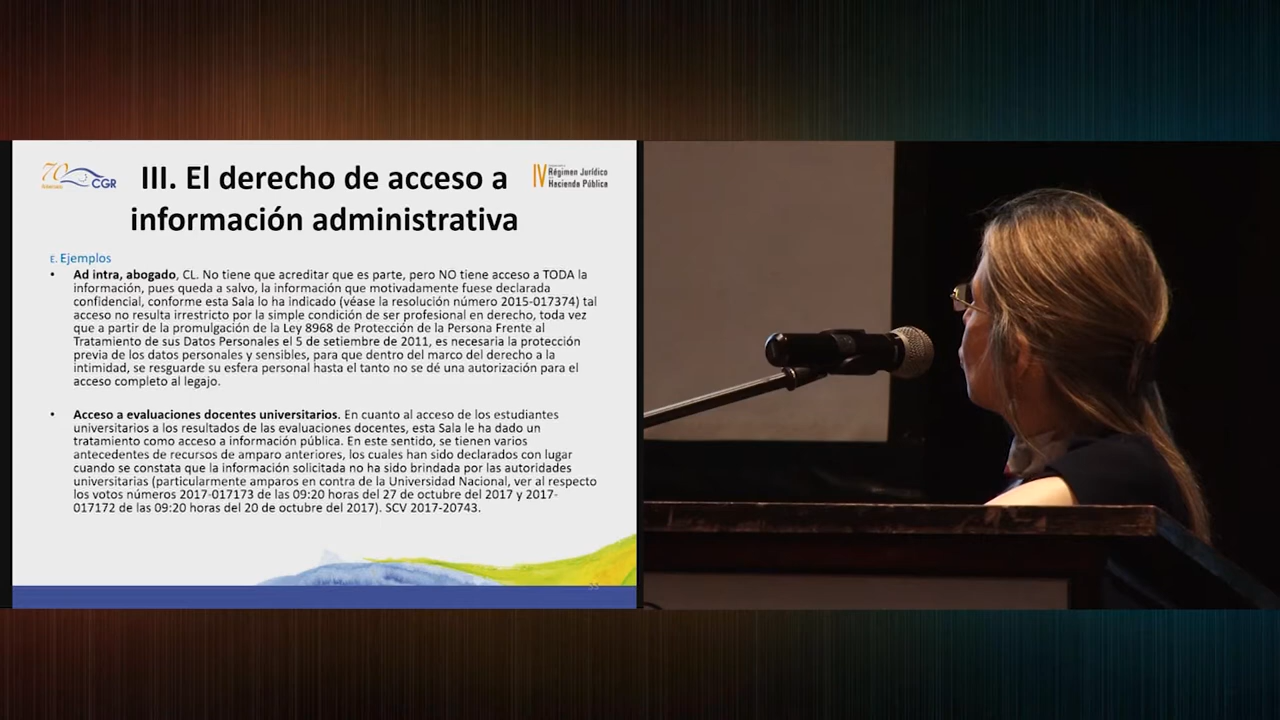 70
CGR
III. El derecho de acceso a
información administrativa
IV Régimen Jurídico
Hacienda Pública
E. Ejemplos
• Ad intra, abogado, CL. No tiene que acreditar que es parte, pero NO tiene acceso a TODA la
información, pues queda a salvo, la información que motivadamente fuese declarada
confidencial, conforme esta Sala lo ha indicado (véase la resolución número 2015-017374) tal
acceso no resulta irrestricto por la simple condición de ser profesional en derecho, toda vez
que a partir de la promulgación de la Ley 8968 de Protección de la Persona Frente al
Tratamiento de sus Datos Personales el 5 de setiembre de 2011, es necesaria la protección
previa de los datos personales y sensibles, para que dentro del marco del derecho a la
intimidad, se resguarde su esfera personal hasta el tanto no se dé una autorización para el
acceso completo al legajo.
• Acceso a evaluaciones docentes universitarios. En cuanto al acceso de los estudiantes
universitarios a los resultados de las evaluaciones docentes, esta Sala le ha dado un
tratamiento como acceso a información pública. En este sentido, se tienen varios
antecedentes de recursos de amparo anteriores, los cuales han sido declarados con lugar
cuando se constata que la información solicitada no ha sido brindada por las autoridades
universitarias (particularmente amparos en contra de la Universidad Nacional, ver al respecto
los votos números 2017-017173 de las 09:20 horas del 27 de octubre del 2017 y 2017-
017172 de las 09:20 horas del 20 de octubre del 2017). SCV 2017-20743.